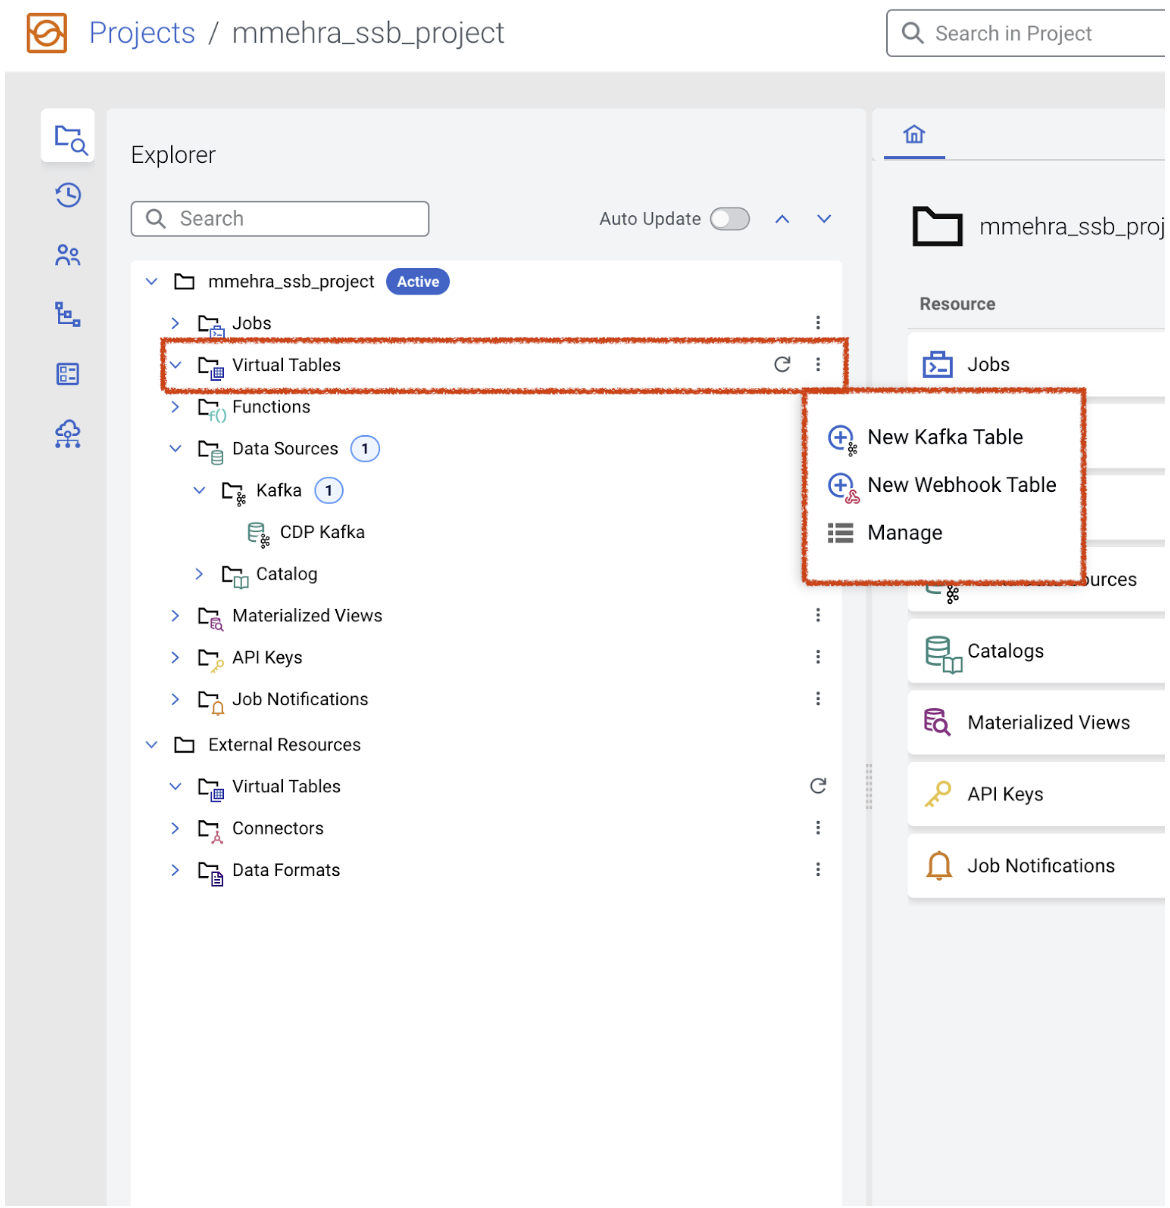 Projects / mmehra_ssb_project
Search in Project
Explorer
Search
Auto Update
mmehra_ssb_project Active
Jobs
Virtual Tables
Functions
Data Sources 1
Kafka 1
CDP Kafka
Catalog
Materialized Views
API Keys
Job Notifications
External Resources
Virtual Tables
Connectors
Data Formats
New Kafka Table
New Webhook Table
Manage
mmehra_ssb_proj
Resource
Jobs
ources
Catalogs
Materialized Views
API Keys
Job Notifications